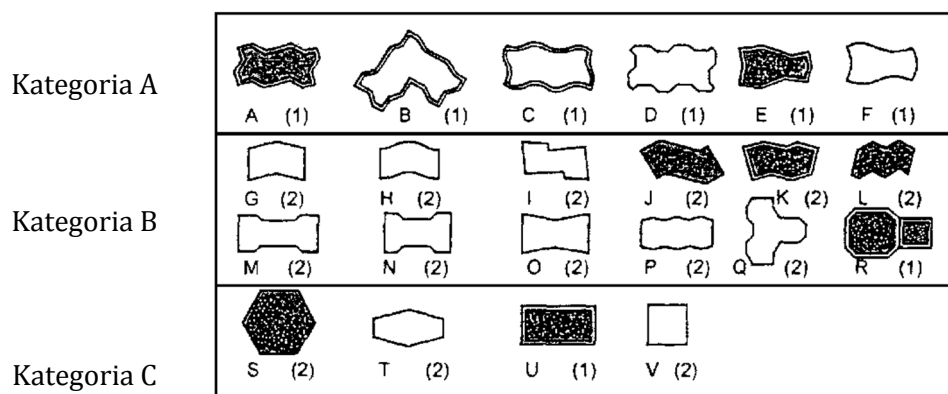 Kategoria A
A (1) B (1) C (1) D (1) E (1) F (1)
G (2) H (2) I (2) J (2) K (2) L (2)
Kategoria B
M (2) N (2) O (2) P (2) Q (2) R (1)
S (2) T (2) U (1) V (2)
Kategoria C